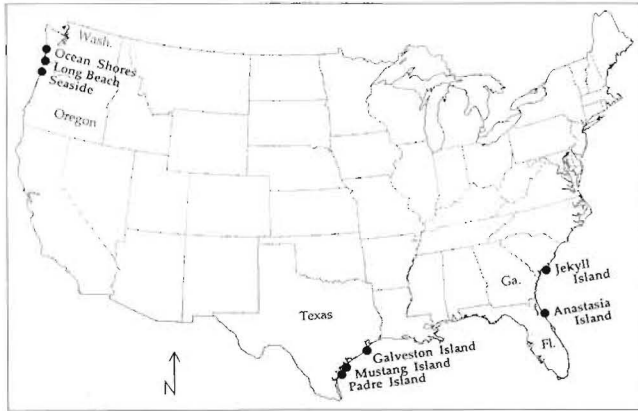 Wash.
Ocean Shores
Long Beach
Seaside
Oregon
Texas
Ga.
Jekyll
Island
Anastasia
Island
Fl.
Galveston Island
Mustang Island
Padre Island
N